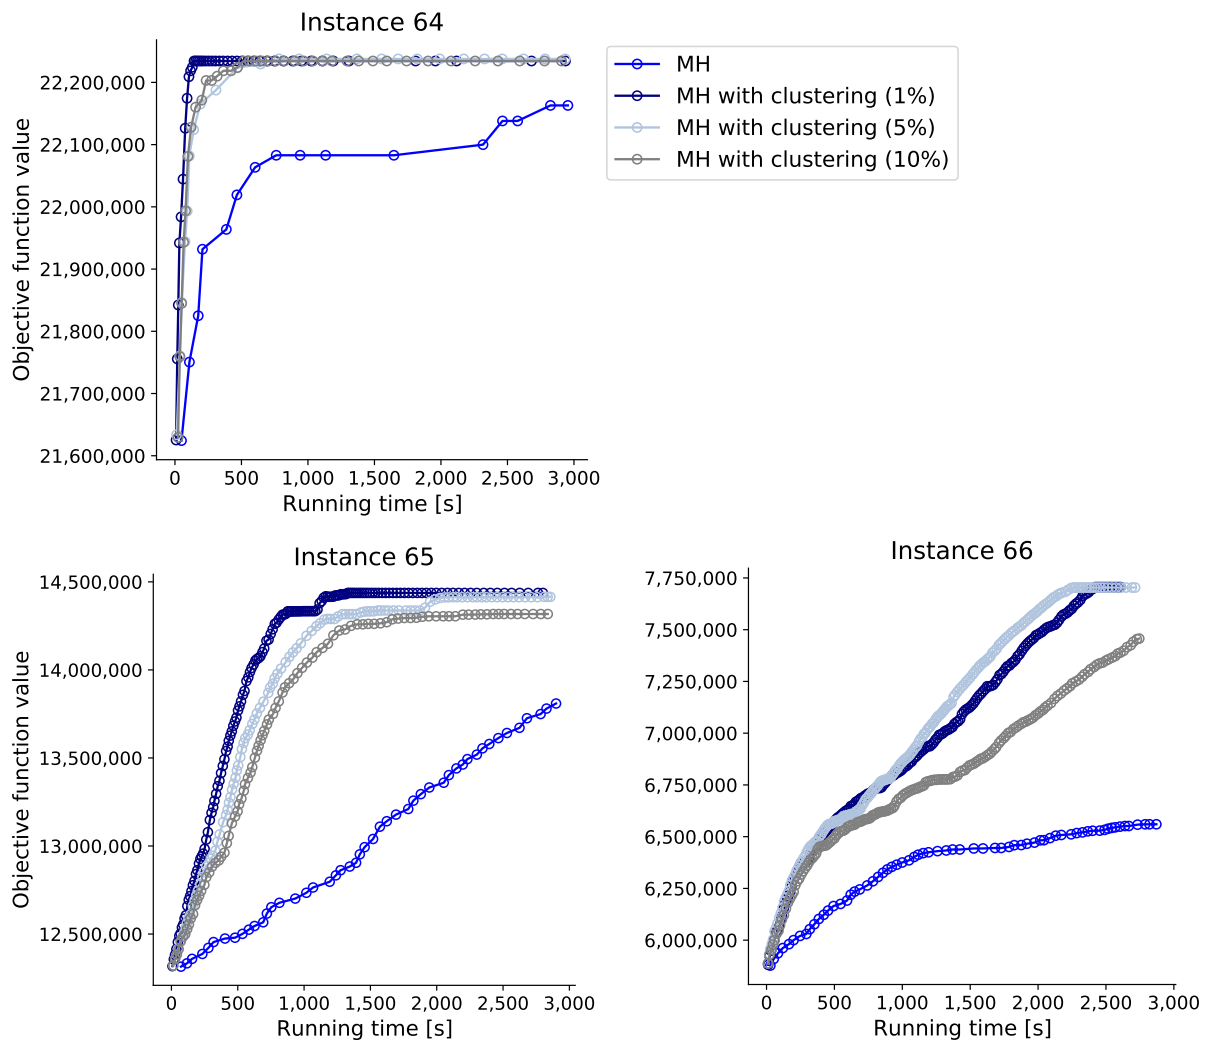 Instance 64
Objective function value
22,200,000
22,100,000
22,000,000
21,900,000
21,800,000
21,700,000
21,600,000
0 500 1,000 1,500 2,000 2,500 3,000
Running time [s]
MH
MH with clustering (1%)
MH with clustering (5%)
MH with clustering (10%)
Instance 65
Objective function value
14,500,000
14,000,000
13,500,000
13,000,000
12,500,000
0 500 1,000 1,500 2,000 2,500 3,000
Running time [s]
Instance 66
7,750,000
7,500,000
7,250,000
7,000,000
6,750,000
6,500,000
6,250,000
6,000,000
0 500 1,000 1,500 2,000 2,500 3,000
Running time [s]